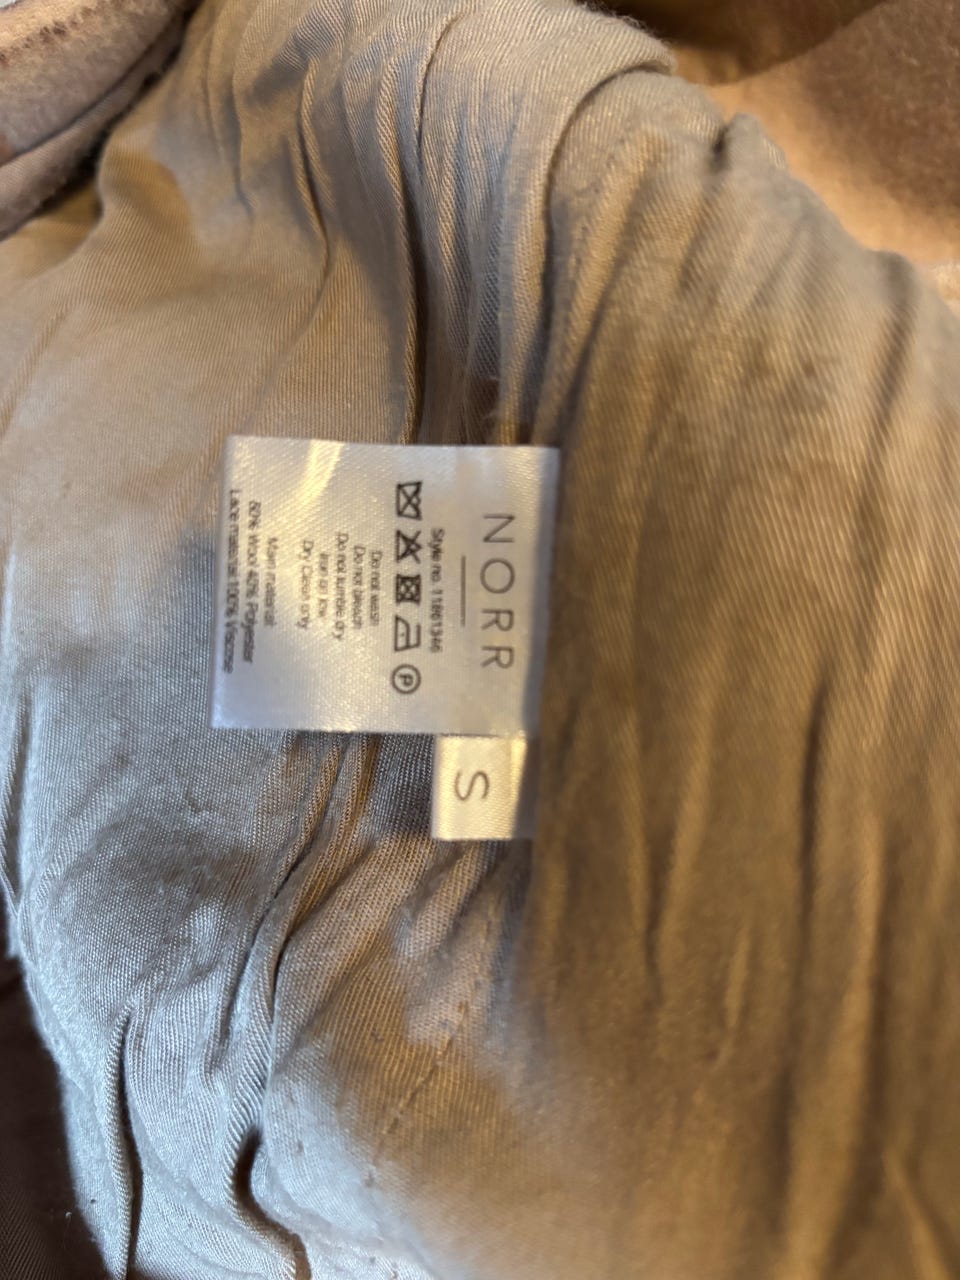 NORR
Style no. 11861346
P
Do not wash
Do not bleach
Do not tumble dry
Iron on low
Dry Clean only
Main material:
60% Wool 40% Polyester
material: 100% Viscose
S